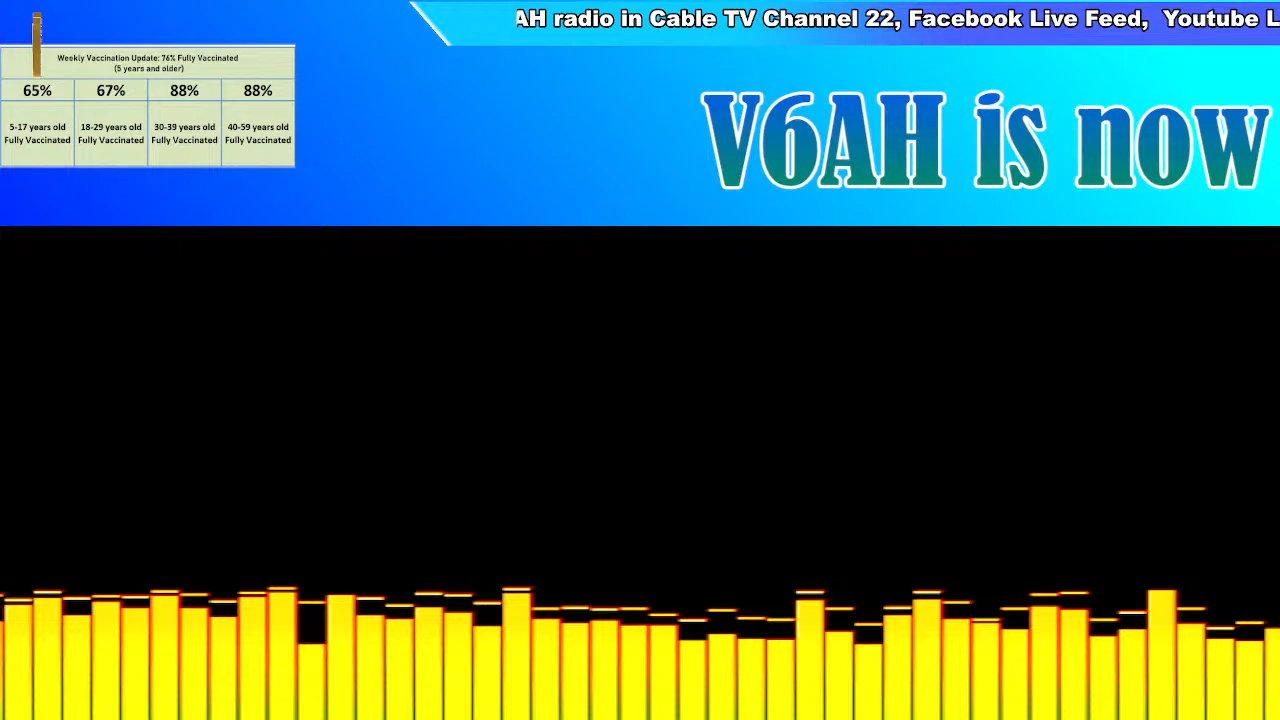 AH radio in Cable TV Channel 22, Facebook Live Feed, Youtube L
Weekly Vaccination Update: 76% Fully Vaccinated
(5 years and older)
65% 67% 88% 88%
5-17 years old 18-29 years old 30-39 years old 40-59 years old
Fully Vaccinated Fully Vaccinated Fully Vaccinated Fully Vaccinated
V6AH is now